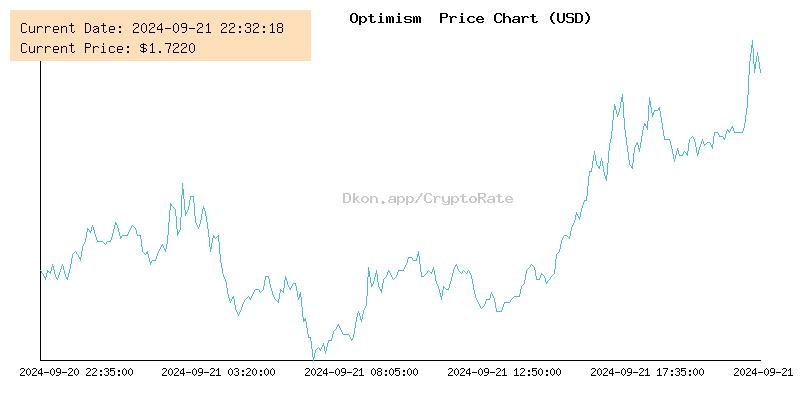 Optimism  Price Chart (USD)
Current Date: 2024-09-21 22:32:18
Current Price: $1.7220
Dkon.app/CryptoRate
2024-09-20 22:35:00 2024-09-21 03:20:00 2024-09-21 08:05:00 2024-09-21 12:50:00 2024-09-21 17:35:00 2024-09-21